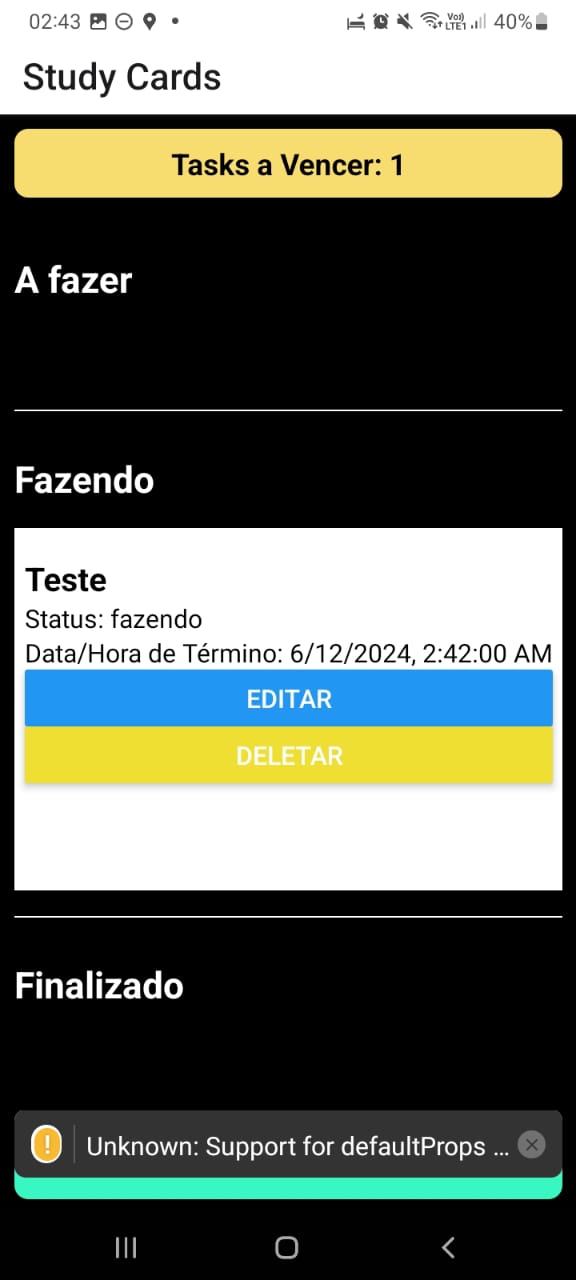 02:43 Vo) LTE1 40%
Study Cards
Tasks a Vencer: 1
A fazer
Fazendo
Teste
Status: fazendo
Data/Hora de Término: 6/12/2024, 2:42:00 AM
EDITAR
DELETAR
Finalizado
Unknown: Support for defaultProps ...